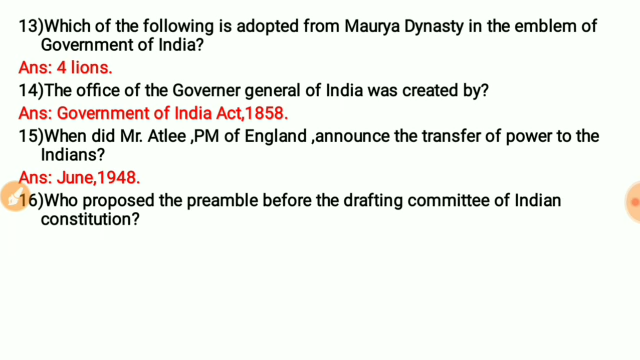 13)Which of the following is adopted from Maurya Dynasty in the emblem of
Government of India?
Ans: 4 lions.
14)The office of the Governer general of India was created by?
Ans: Government of India Act,1858.
15)When did Mr. Atlee ,PM of England ,announce the transfer of power to the
Indians?
Ans: June,1948.
16)Who proposed the preamble before the drafting committee of Indian
constitution?